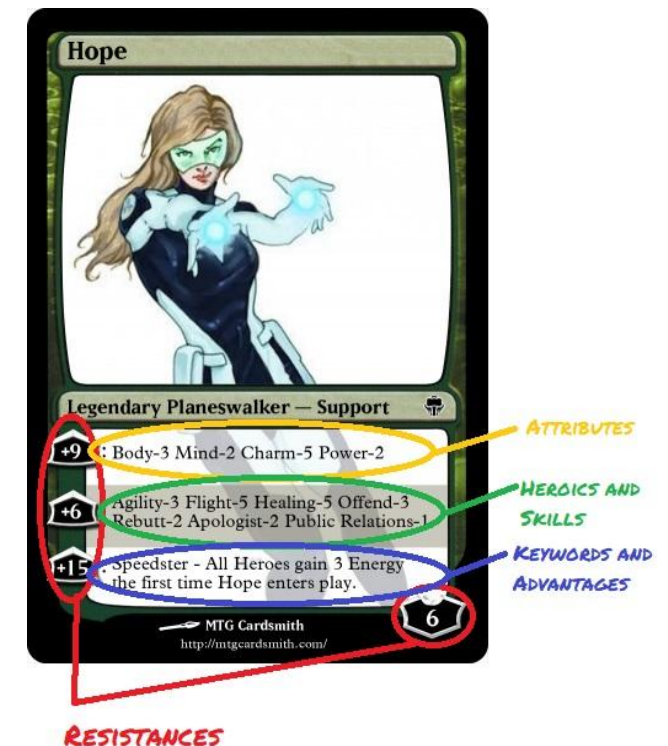 Hope
Legendary Planeswalker — Support
+9 : Body-3 Mind-2 Charm-5 Power-2
ATTRIBUTES
+6 Agility-3 Flight-5 Healing-5 Offend-3
Rebutt-2 Apologist-2 Public Relations-1
HEROICS AND
SKILLS
+15 : Speedster - All Heroes gain 3 Energy
the first time Hope enters play.
KEYWORDS AND
ADVANTAGES
MTG Cardsmith
http://mtgcardsmith.com/
6
RESISTANCES